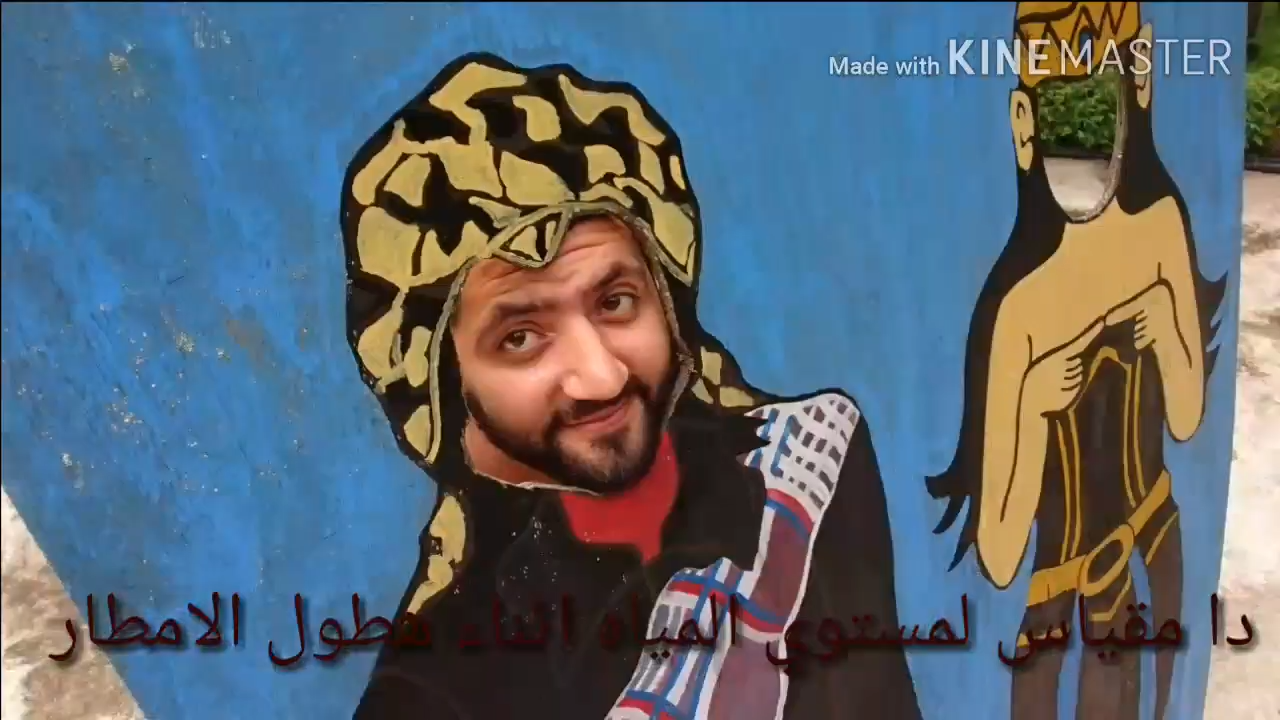 Made with KINEMASTER
دا مقياس لمستوي المياه اثناء هطول الامطار